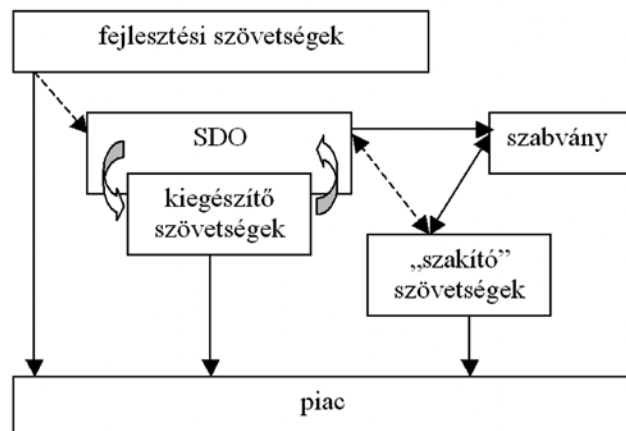 fejlesztési szövetségek
SDO
szabvány
kiegészítő
szövetségek
„szakító”
szövetségek
piac